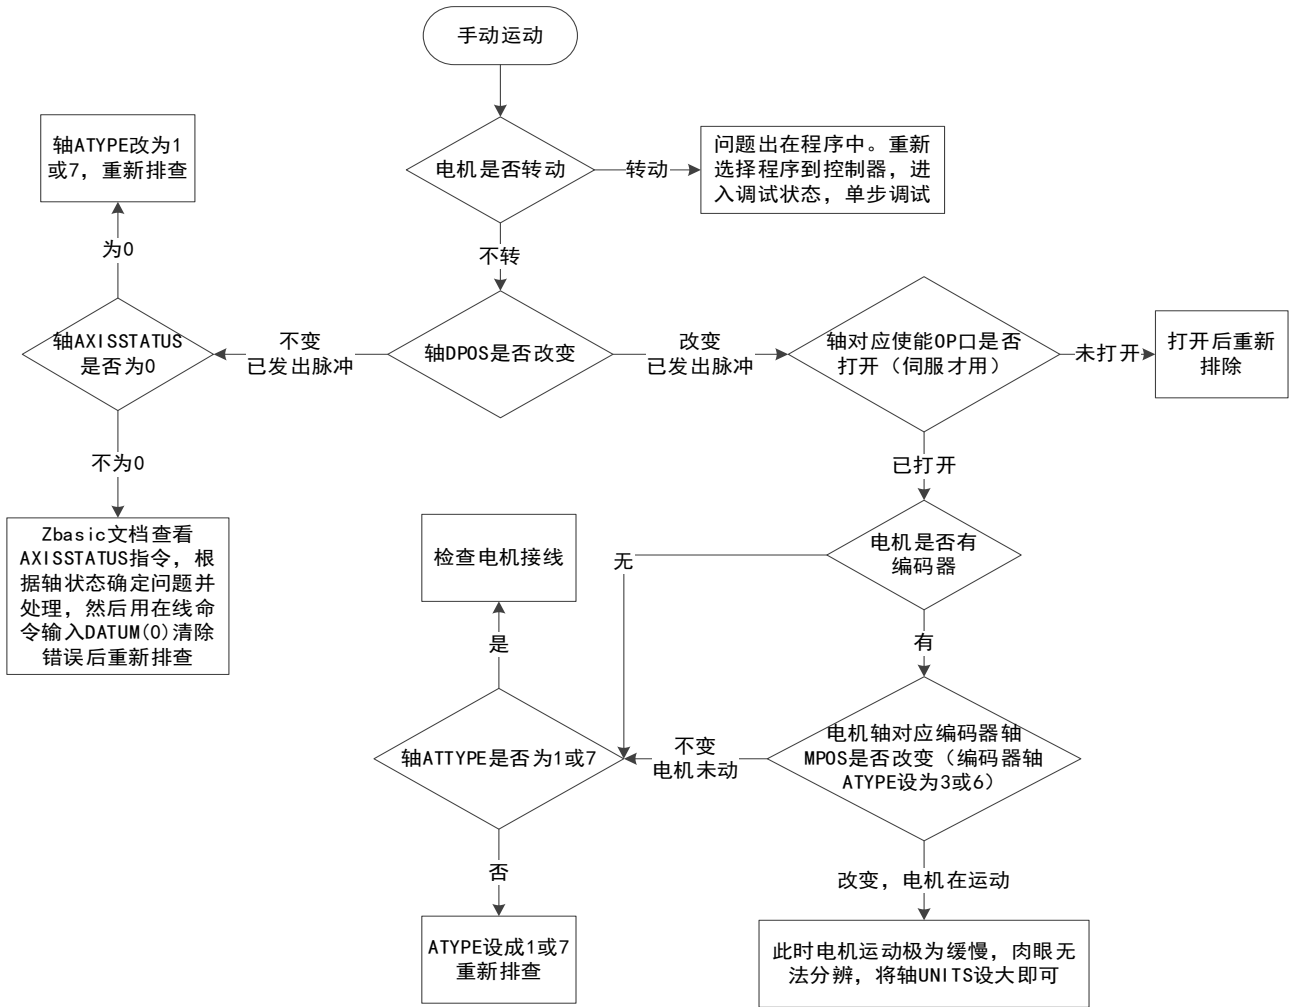 手动运动
电机是否转动
转动
问题出在程序中。重新
选择程序到控制器，进
入调试状态，单步调试
轴ATYPE改为1
或7，重新排查
为0
不转
轴AXISSTATUS
是否为0
不变
已发出脉冲
轴DPOS是否改变
改变
已发出脉冲
轴对应使能OP口是否
打开（伺服才用）
未打开
打开后重新
排除
不为0
已打开
Zbasic文档查看
AXISSTATUS指令，根
据轴状态确定问题并
处理，然后用在线命
令输入DATUM(0)清除
错误后重新排查
检查电机接线
无
电机是否有
编码器
是
有
轴ATTYPE是否为1或7
不变
电机未动
电机轴对应编码器轴
MPOS是否改变（编码器轴
ATYPE设为3或6）
否
改变，电机在运动
ATYPE设成1或7
重新排查
此时电机运动极为缓慢，肉眼无
法分辨，将轴UNITS设大即可